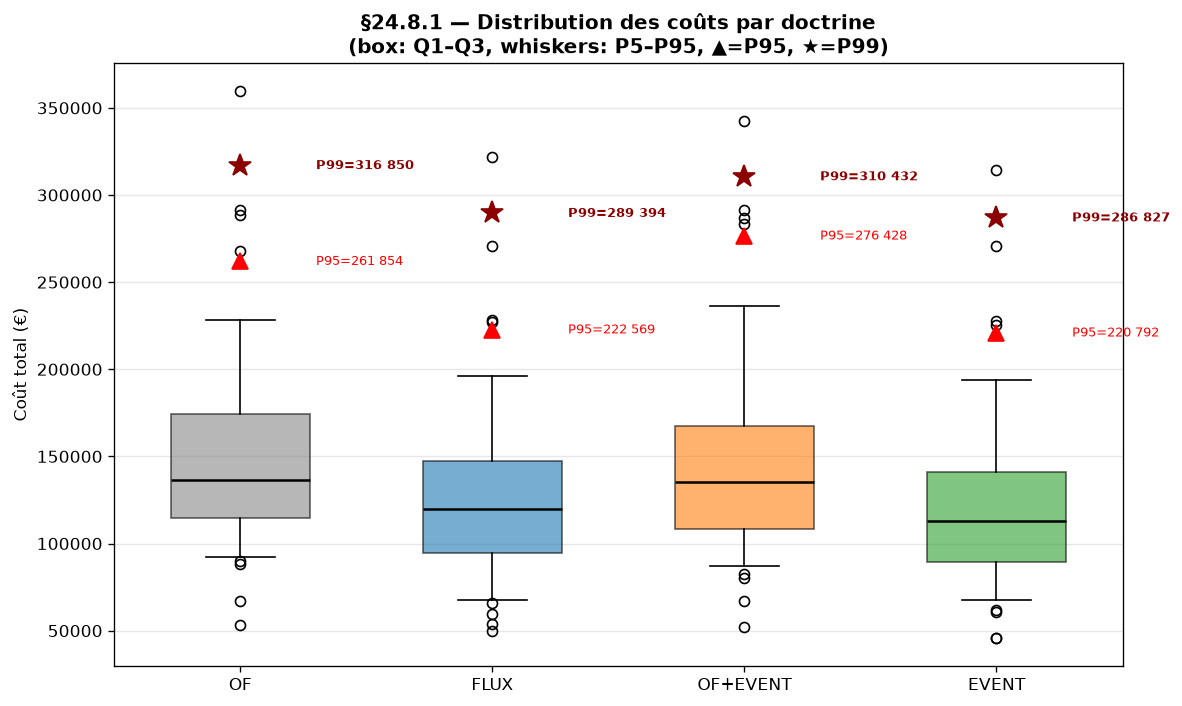 §24.8.1 — Distribution des coûts par doctrine
(box: Q1–Q3, whiskers: P5–P95, ▲=P95, ★=P99)
Coût total (€)
350000
300000
250000
200000
150000
100000
50000
P99=316 850
P95=261 854
P99=289 394
P95=222 569
P99=310 432
P95=276 428
P99=286 827
P95=220 792
OF
FLUX
OF+EVENT
EVENT